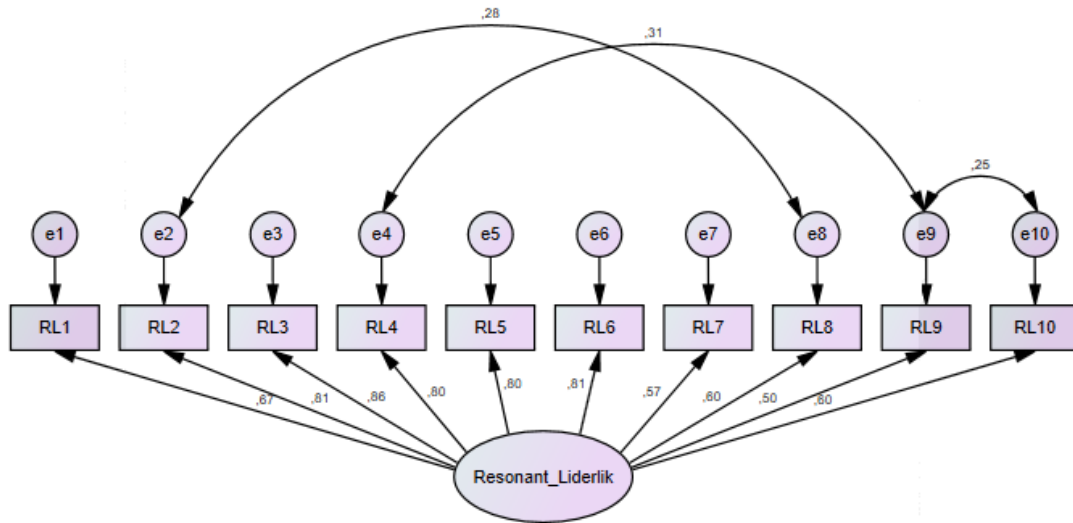 ,28
,31
,25
e1 e2 e3 e4 e5 e6 e7 e8 e9 e10
RL1 RL2 RL3 RL4 RL5 RL6 RL7 RL8 RL9 RL10
,67 ,81 ,86 ,80 ,80 ,81 ,57 ,60 ,50 ,60
Resonant_Liderlik